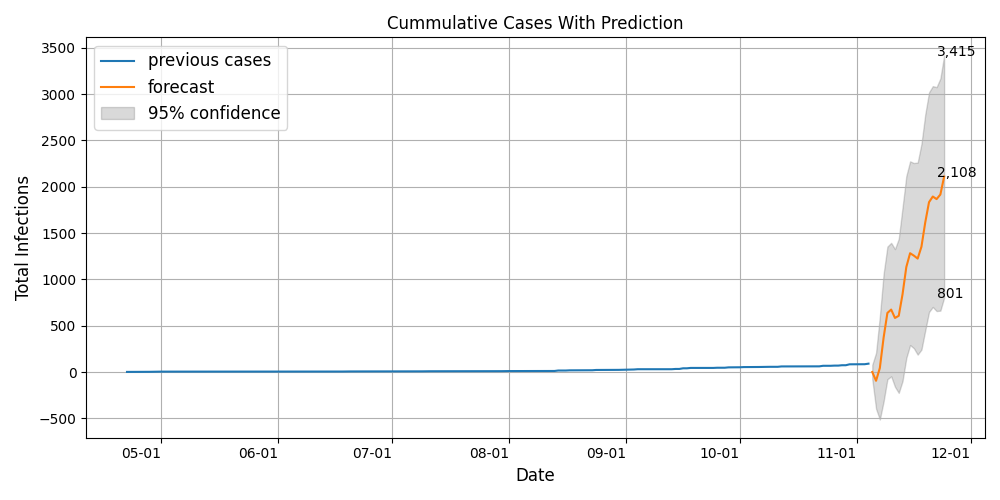 Cummulative Cases With Prediction
previous cases
forecast
95% confidence
3,415
2,108
801
3500
3000
2500
2000
1500
1000
500
0
−500
Total Infections
05-01 06-01 07-01 08-01 09-01 10-01 11-01 12-01
Date